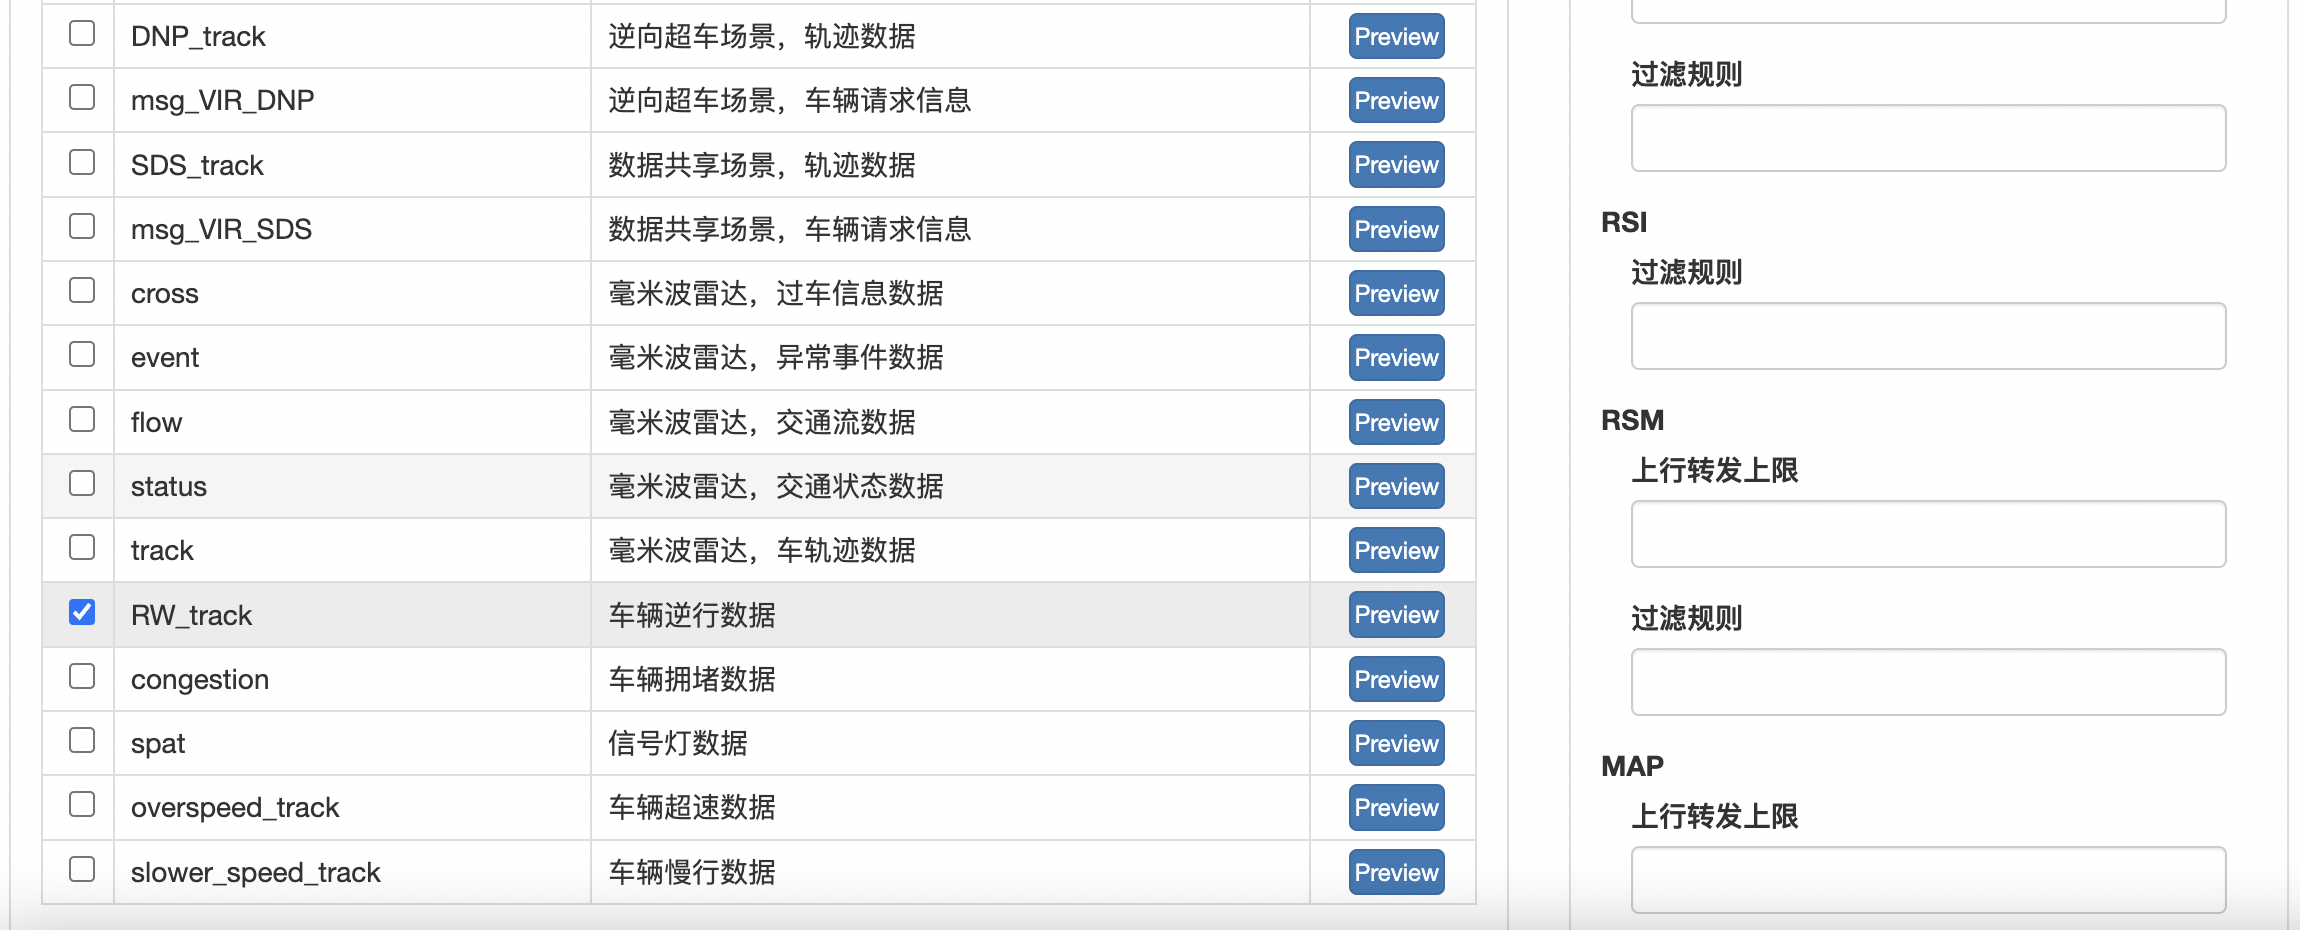 DNP_track 逆向超车场景，轨迹数据 Preview
msg_VIR_DNP 逆向超车场景，车辆请求信息 Preview
SDS_track 数据共享场景，轨迹数据 Preview
msg_VIR_SDS 数据共享场景，车辆请求信息 Preview
cross 毫米波雷达，过车信息数据 Preview
event 毫米波雷达，异常事件数据 Preview
flow 毫米波雷达，交通流数据 Preview
status 毫米波雷达，交通状态数据 Preview
track 毫米波雷达，车轨迹数据 Preview
RW_track 车辆逆行数据 Preview
congestion 车辆拥堵数据 Preview
spat 信号灯数据 Preview
overspeed_track 车辆超速数据 Preview
slower_speed_track 车辆慢行数据 Preview
过滤规则
RSI
过滤规则
RSM
上行转发上限
过滤规则
MAP
上行转发上限